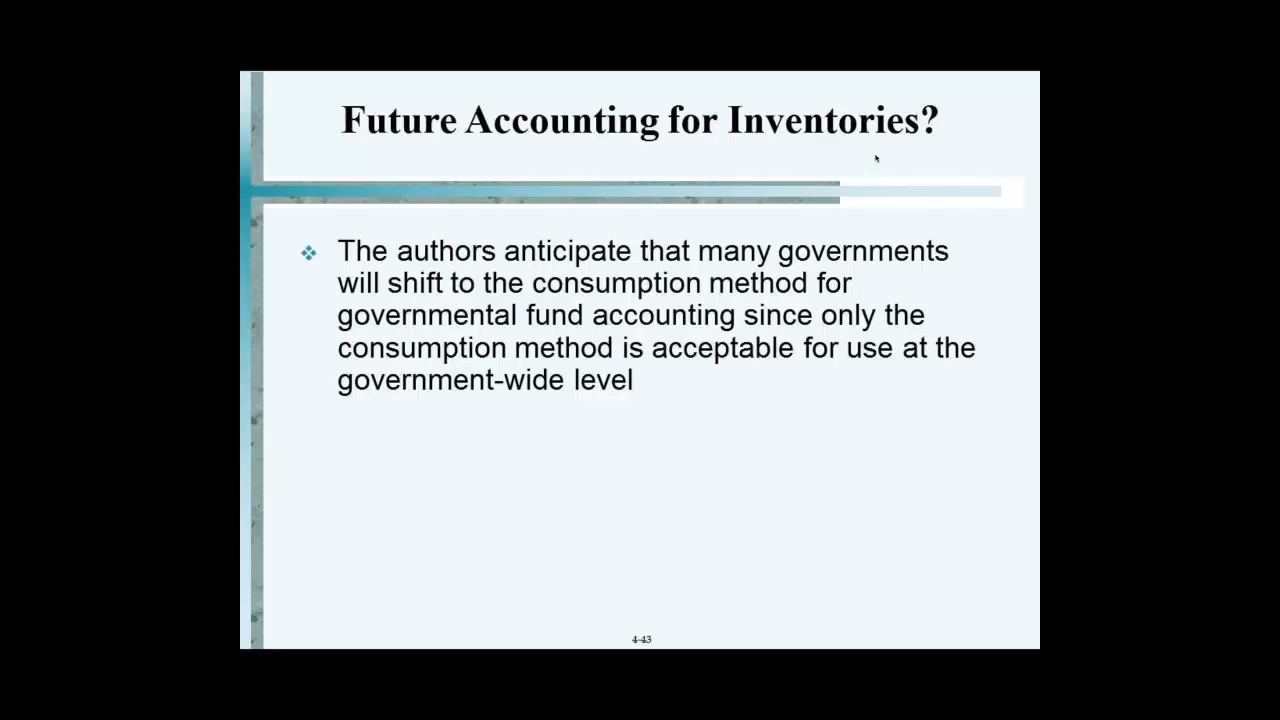 Future Accounting for Inventories?
The authors anticipate that many governments
will shift to the consumption method for
governmental fund accounting since only the
consumption method is acceptable for use at the
government-wide level
4-43